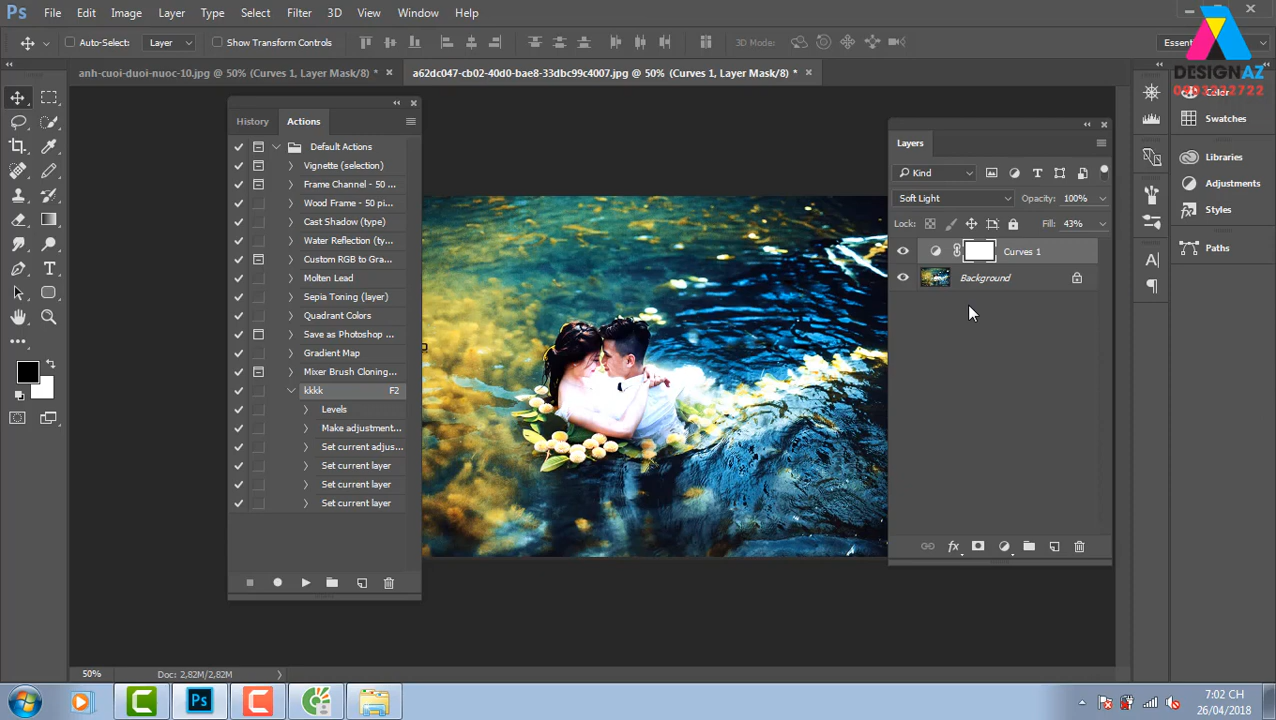 Ps File Edit Image Layer Type Select Filter 3D View Window Help
Auto-Select: Layer Show Transform Controls 3D Mode: Essenti
DESIGNAZ
anh-cuoi-duoi-nuoc-10.jpg @ 50% (Curves 1, Layer Mask/8) * a62dc047-cb02-40d0-bae8-33dbc99c4007.jpg @ 50% (Curves 1, Layer Mask/8) *
History Actions
Default Actions
Vignette (selection)
Frame Channel - 50 ...
Wood Frame - 50 pi...
Cast Shadow (type)
Water Reflection (ty...
Custom RGB to Gra...
Molten Lead
Sepia Toning (layer)
Quadrant Colors
Save as Photoshop ...
Gradient Map
Mixer Brush Cloning...
kkkk F2
Levels
Make adjustment...
Set current adjus...
Set current layer
Set current layer
Set current layer
Layers
Kind
Soft Light Opacity: 100%
Lock: Fill: 43%
Curves 1
Background
Color
Swatches
Libraries
Adjustments
Styles
Paths
50% Doc: 2,82M/2,82M
Ps
7:02 CH
26/04/2018